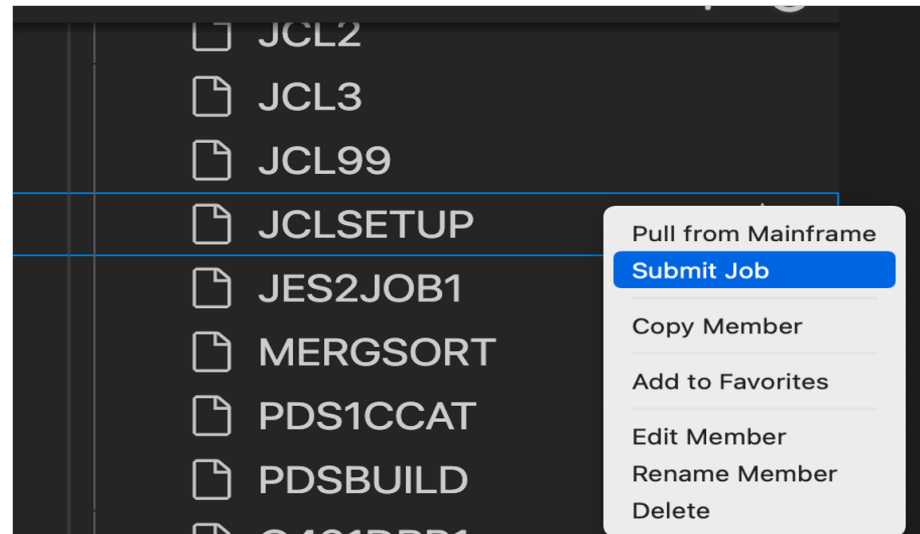 JCL2
JCL3
JCL99
JCLSETUP
JES2JOB1
MERGSORT
PDS1CCAT
PDSBUILD
Pull from Mainframe
Submit Job
Copy Member
Add to Favorites
Edit Member
Rename Member
Delete